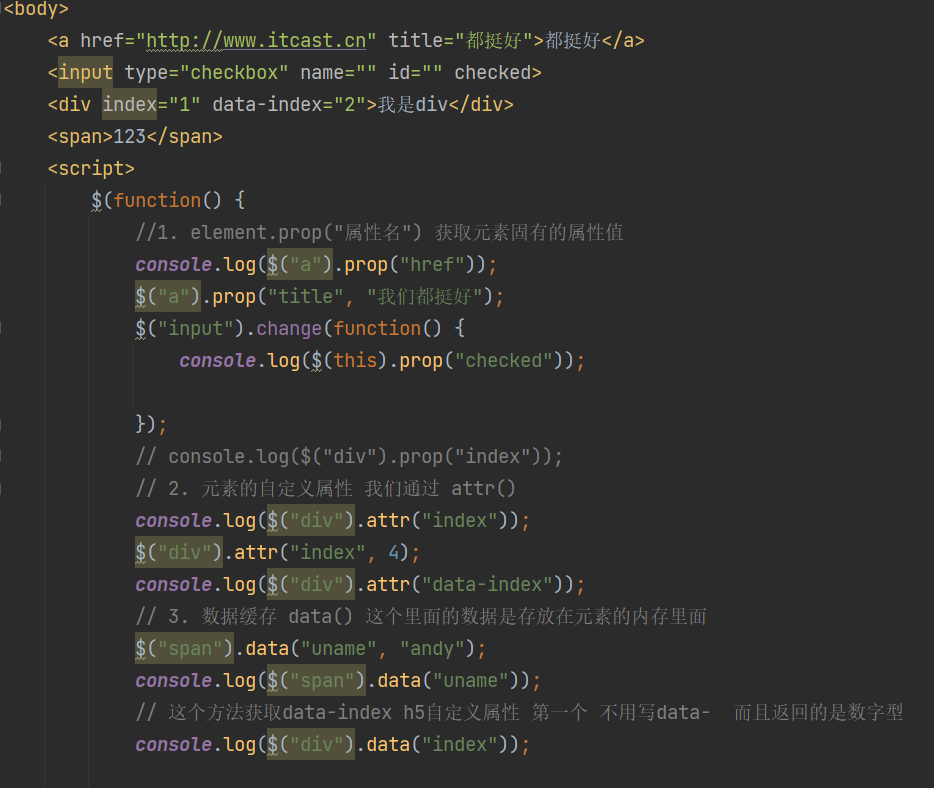 <body>
<a href="http://www.itcast.cn" title="都挺好">都挺好</a>
<input type="checkbox" name="" id="" checked>
<div index="1" data-index="2">我是div</div>
<span>123</span>
<script>
$(function() {
//1. element.prop("属性名") 获取元素固有的属性值
console.log($("a").prop("href"));
$("a").prop("title", "我们都挺好");
$("input").change(function() {
console.log($(this).prop("checked"));
});
// console.log($("div").prop("index"));
// 2. 元素的自定义属性 我们通过 attr()
console.log($("div").attr("index"));
$("div").attr("index", 4);
console.log($("div").attr("data-index"));
// 3. 数据缓存 data() 这个里面的数据是存放在元素的内存里面
$("span").data("uname", "andy");
console.log($("span").data("uname"));
// 这个方法获取data-index h5自定义属性 第一个 不用写data-  而且返回的是数字型
console.log($("div").data("index"));